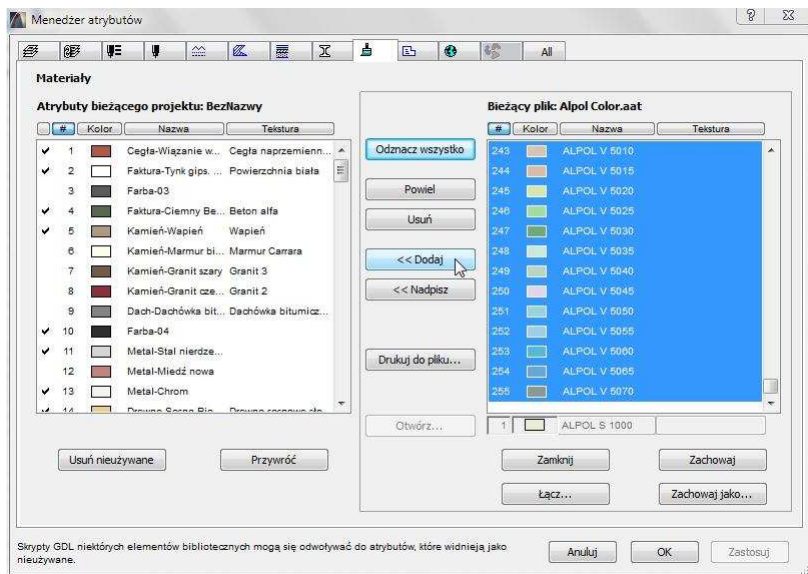 Menedżer atrybutów
All
Materiały
Atrybuty bieżącego projektu: BezNazwy
# Kolor Nazwa Tekstura
1 Cegła-Wiązanie w... Cegła naprzemienn...
2 Faktura-Tynk gips. ... Powierzchnia biała
3 Farba-03
4 Faktura-Ciemny Be... Beton alfa
5 Kamień-Wapień Wapień
6 Kamień-Marmur bi... Marmur Carrara
7 Kamień-Granit szary Granit 3
8 Kamień-Granit cze... Granit 2
9 Dach-Dachówka bit... Dachówka bitumicz...
10 Farba-04
11 Metal-Stal nierdze...
12 Metal-Miedź nowa
13 Metal-Chrom
14
Usuń nieużywane
Przywróć
Odznacz wszystko
Powiel
Usuń
<< Dodaj
<< Nadpisz
Drukuj do pliku...
Otwórz...
Bieżący plik: Alpol Color.aat
# Kolor Nazwa Tekstura
243 ALPOL V 5010
244 ALPOL V 5015
245 ALPOL V 5020
246 ALPOL V 5025
247 ALPOL V 5030
248 ALPOL V 5035
249 ALPOL V 5040
250 ALPOL V 5045
251 ALPOL V 5050
252 ALPOL V 5055
253 ALPOL V 5060
254 ALPOL V 5065
255 ALPOL V 5070
1 ALPOL S 1000
Zamknij
Zachowaj
Łącz...
Zachowaj jako...
Skrypty GDL niektórych elementów bibliotecznych mogą się odwoływać do atrybutów, które widnieją jako
nieużywane.
Anuluj
OK
Zastosuj